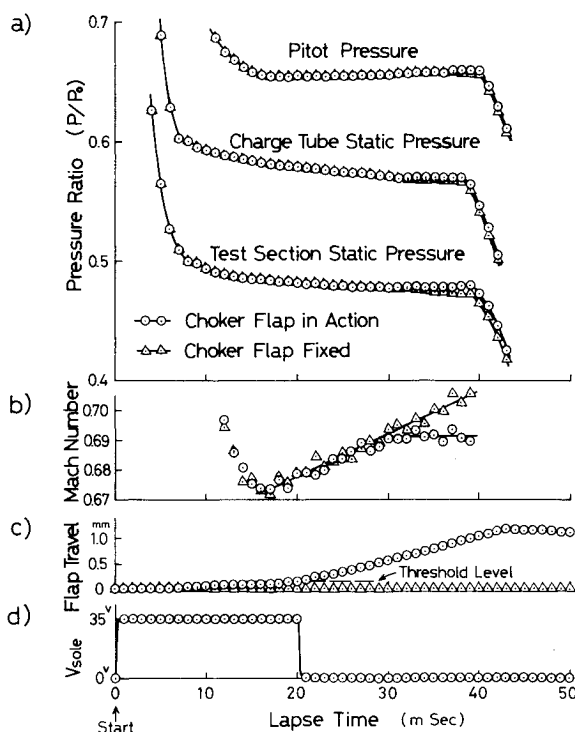 a)
0.7
0.6
0.5
0.4
Pressure Ratio (P/P₀)
Pitot Pressure
Charge Tube Static Pressure
Test Section Static Pressure
Choker Flap in Action
Choker Flap Fixed
b)
0.70
0.69
0.68
0.67
Mach Number
c)
mm
1.0
0.5
0
Flap Travel
Threshold Level
d)
35V
0V
Vsole
0 10 20 30 40 50
Start
Lapse Time (m Sec)